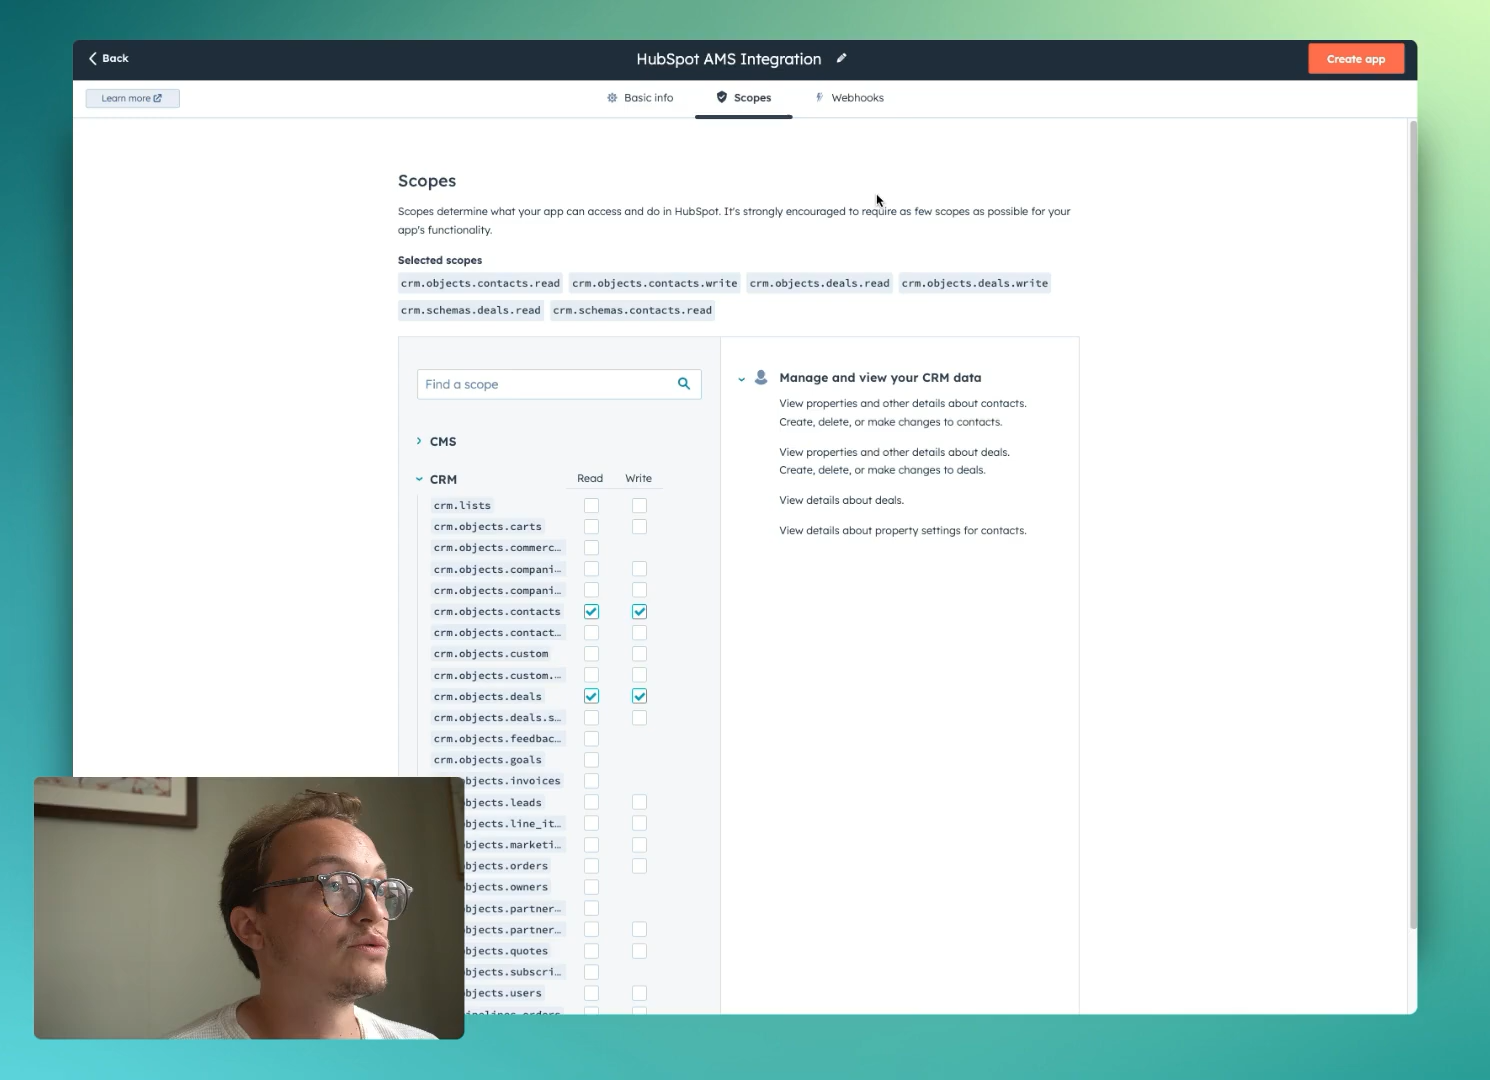 Back
HubSpot AMS Integration
Create app
Learn more
Basic info
Scopes
Webhooks
Scopes
Scopes determine what your app can access and do in HubSpot. It's strongly encouraged to require as few scopes as possible for your
app's functionality.
Selected scopes
crm.objects.contacts.read crm.objects.contacts.write crm.objects.deals.read crm.objects.deals.write
crm.schemas.deals.read crm.schemas.contacts.read
Find a scope
CMS
CRM Read Write
crm.lists
crm.objects.carts
crm.objects.commerc...
crm.objects.compani...
crm.objects.compani...
crm.objects.contacts
crm.objects.contact...
crm.objects.custom
crm.objects.custom....
crm.objects.deals
crm.objects.deals.s...
crm.objects.feedbac...
crm.objects.goals
bjects.invoices
bjects.leads
bjects.line_it...
bjects.marketi...
bjects.orders
bjects.owners
bjects.partner...
bjects.partner...
bjects.quotes
bjects.subscri...
bjects.users
Manage and view your CRM data
View properties and other details about contacts.
Create, delete, or make changes to contacts.
View properties and other details about deals.
Create, delete, or make changes to deals.
View details about deals.
View details about property settings for contacts.